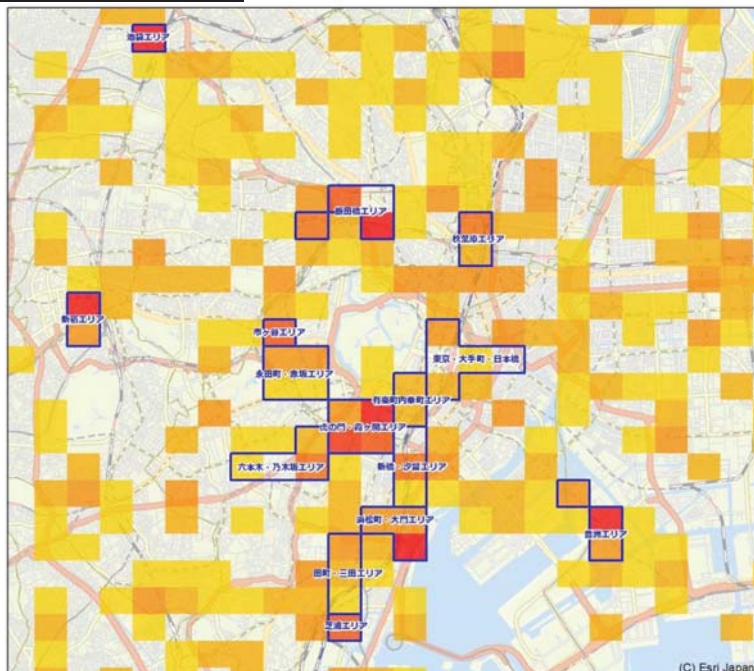 池袋エリア
飯田橋エリア
秋葉原エリア
新宿エリア
市ヶ谷エリア
東京・大手町・日本橋
永田町・赤坂エリア
有楽町内幸町エリア
虎の門・霞ヶ関エリア
六本木・乃木坂エリア
新橋・汐留エリア
浜松町・大門エリア
豊洲エリア
田町・三田エリア
芝浦エリア
(C) Esri Japan